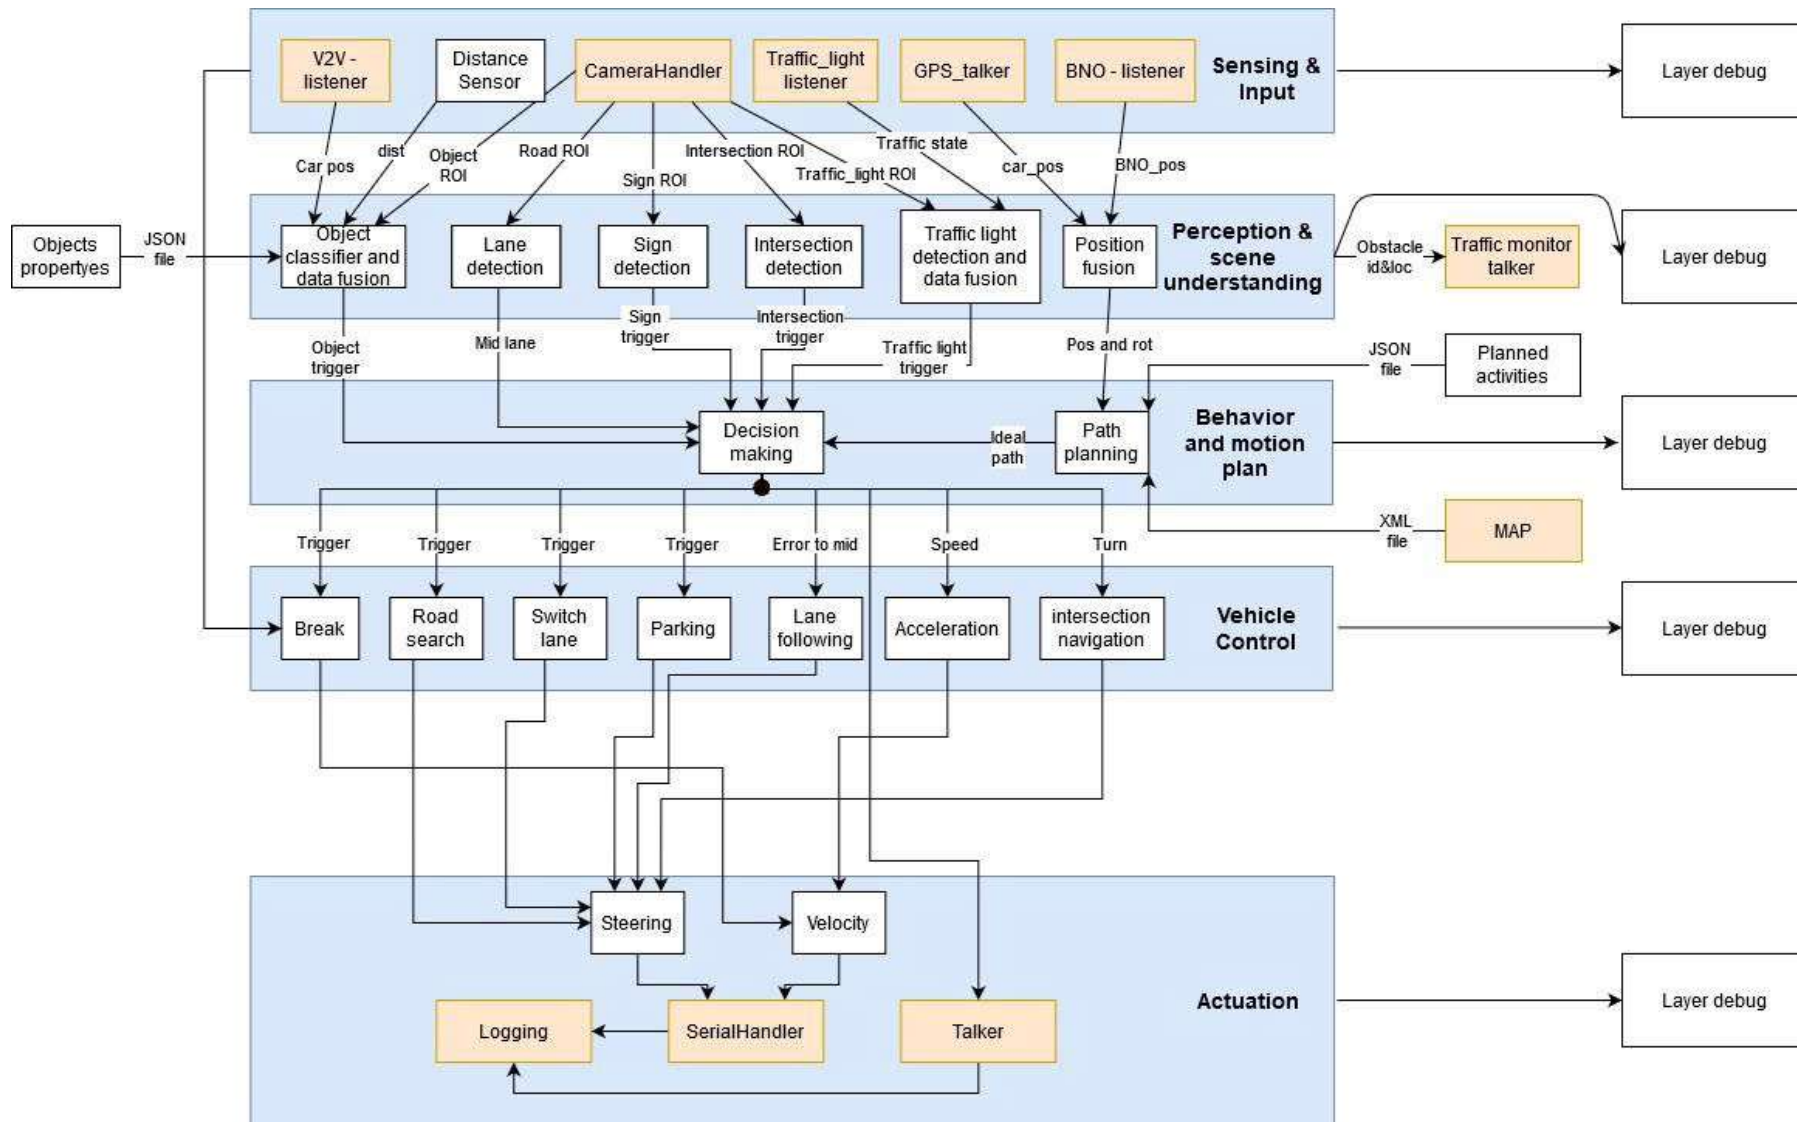 V2V -
listener
Distance
Sensor
CameraHandler
Traffic_light
listener
GPS_talker
BNO - listener
Sensing &
Input
Layer debug
Car pos
dist
Object
ROI
Road ROI
Sign ROI
Intersection ROI
Traffic_light ROI
Traffic state
car_pos
BNO_pos
Objects
propertyes
JSON
file
Object
classifier and
data fusion
Lane
detection
Sign
detection
Intersection
detection
Traffic light
detection and
data fusion
Position
fusion
Perception &
scene
understanding
Obstacle
id&loc
Traffic monitor
talker
Layer debug
Object
trigger
Mid lane
Sign
trigger
Intersection
trigger
Traffic light
trigger
Pos and rot
JSON
file
Planned
activities
Decision
making
Ideal
path
Path
planning
Behavior
and motion
plan
Layer debug
XML
file
MAP
Trigger
Trigger
Trigger
Trigger
Error to mid
Speed
Turn
Break
Road
search
Switch
lane
Parking
Lane
following
Acceleration
intersection
navigation
Vehicle
Control
Layer debug
Steering
Velocity
Logging
SerialHandler
Talker
Actuation
Layer debug